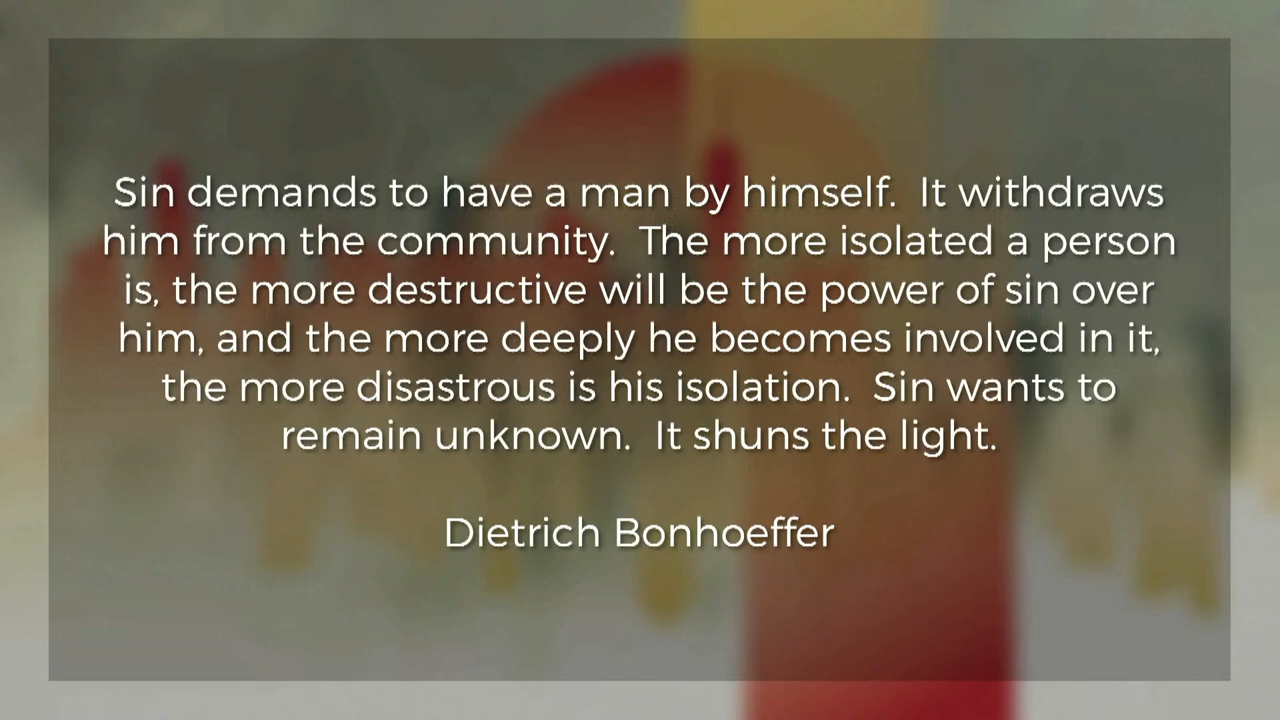 Sin demands to have a man by himself.  It withdraws
him from the community.  The more isolated a person
is, the more destructive will be the power of sin over
him, and the more deeply he becomes involved in it,
the more disastrous is his isolation.  Sin wants to
remain unknown.  It shuns the light.
Dietrich Bonhoeffer